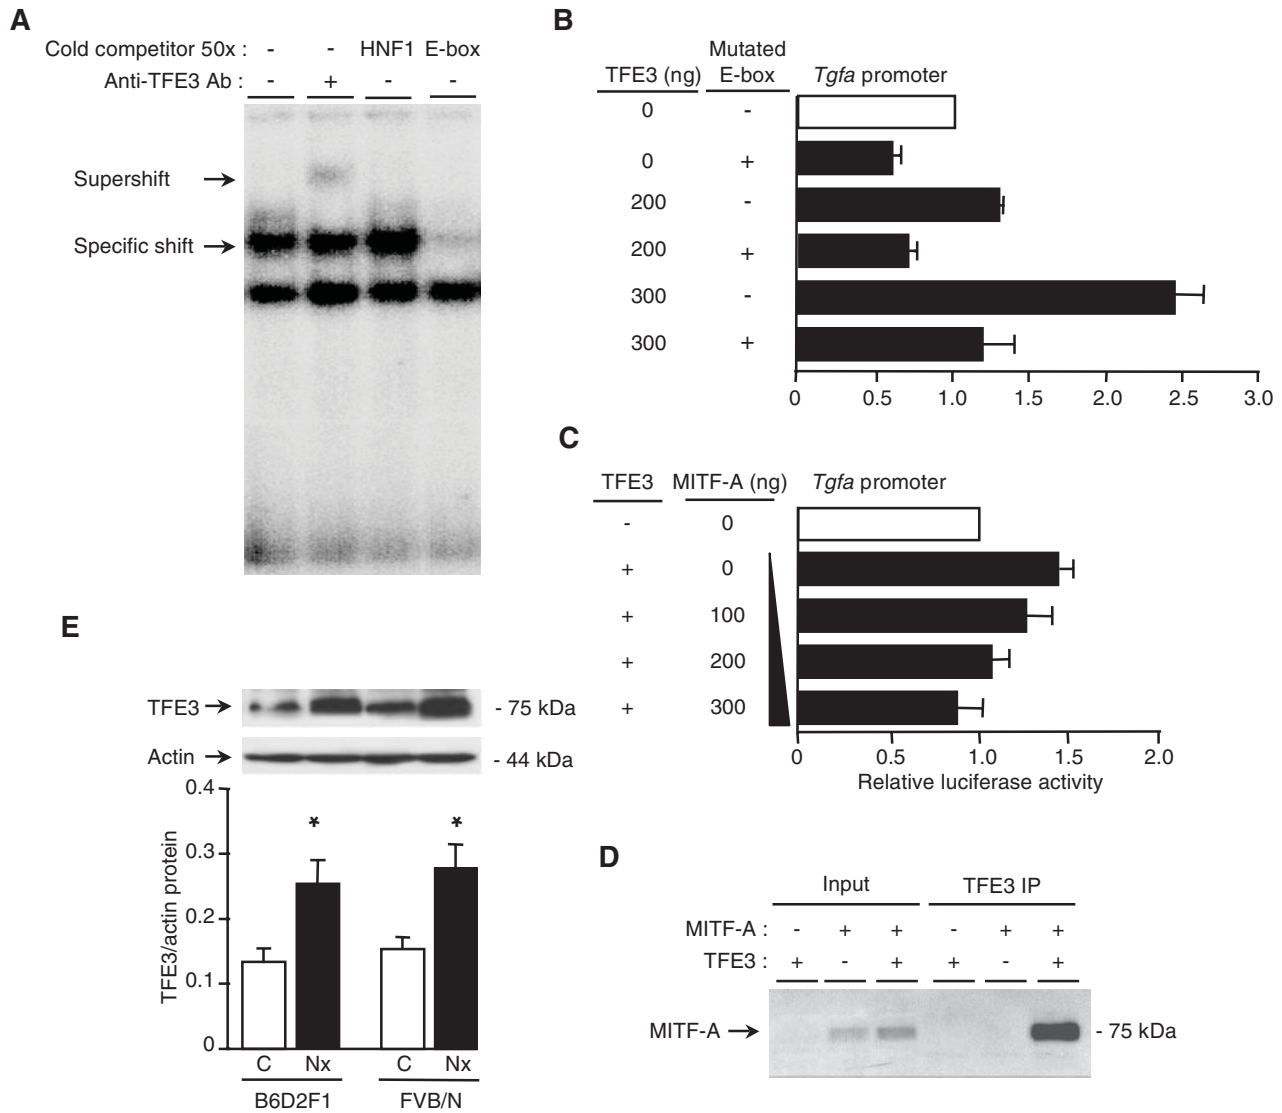 A
Cold competitor 50x : - - HNF1 E-box
Anti-TFE3 Ab : - + - -
Supershift
Specific shift
B
TFE3 (ng) Mutated E-box Tgfa promoter
0 -
0 +
200 -
200 +
300 -
300 +
0 0.5 1.0 1.5 2.0 2.5 3.0
C
TFE3 MITF-A (ng) Tgfa promoter
- 0
+ 0
+ 100
+ 200
+ 300
0 0.5 1.0 1.5 2.0
Relative luciferase activity
D
Input TFE3 IP
MITF-A : - + + - + +
TFE3 : + - + + - +
MITF-A - 75 kDa
E
TFE3 - 75 kDa
Actin - 44 kDa
TFE3/actin protein
0.4
0.3
0.2
0.1
0
* *
C Nx C Nx
B6D2F1 FVB/N